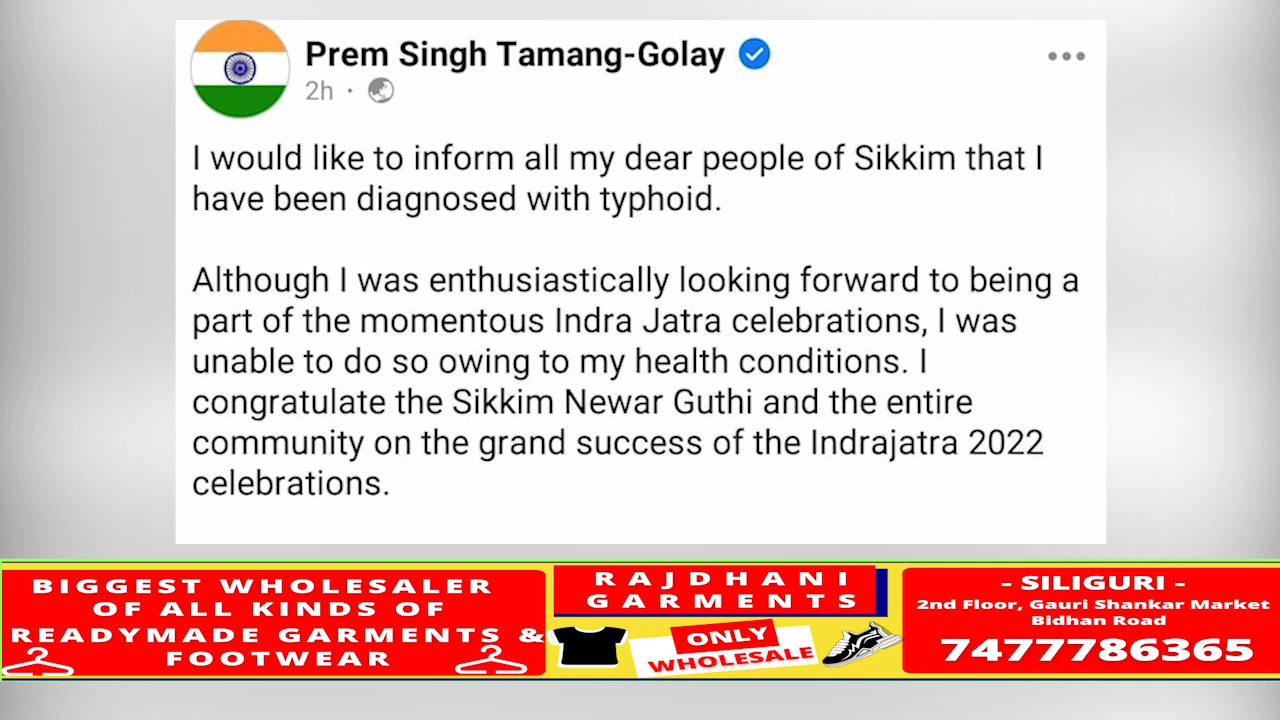 Prem Singh Tamang-Golay
2h ·
I would like to inform all my dear people of Sikkim that I
have been diagnosed with typhoid.
Although I was enthusiastically looking forward to being a
part of the momentous Indra Jatra celebrations, I was
unable to do so owing to my health conditions. I
congratulate the Sikkim Newar Guthi and the entire
community on the grand success of the Indrajatra 2022
celebrations.
BIGGEST WHOLESALER
OF ALL KINDS OF
READYMADE GARMENTS &
FOOTWEAR
RAJDHANI
GARMENTS
ONLY
WHOLESALE
- SILIGURI -
2nd Floor, Gauri Shankar Market
Bidhan Road
7477786365